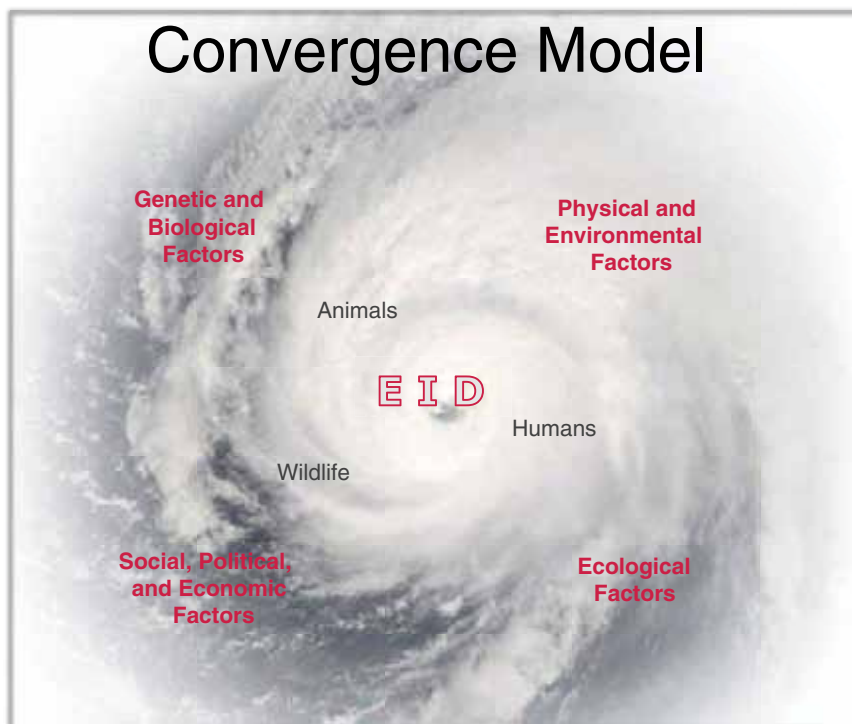 Convergence Model
Genetic and
Biological
Factors
Physical and
Environmental
Factors
Animals
E I D
Humans
Wildlife
Social, Political,
and Economic
Factors
Ecological
Factors